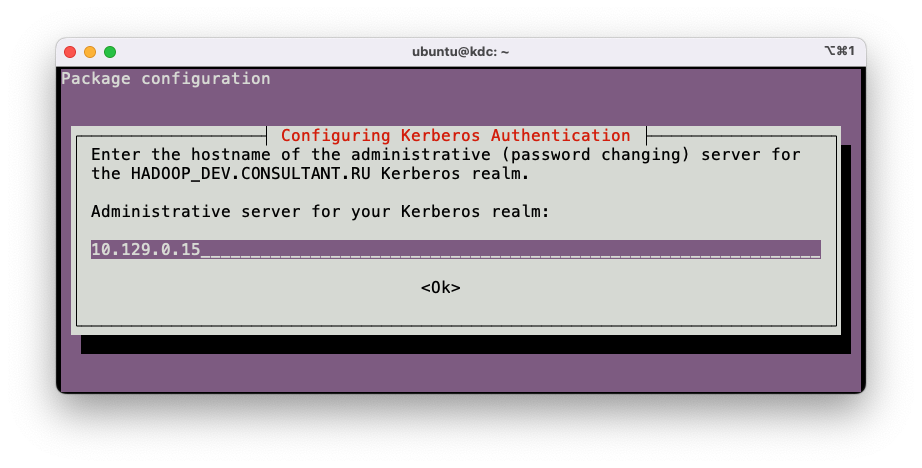 ubuntu@kdc: ~
⌥⌘1
Package configuration
Configuring Kerberos Authentication
Enter the hostname of the administrative (password changing) server for
the HADOOP_DEV.CONSULTANT.RU Kerberos realm.
Administrative server for your Kerberos realm:
10.129.0.15
<Ok>